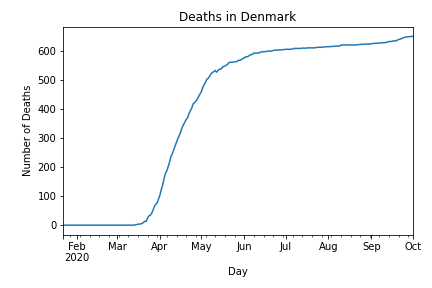 Deaths in Denmark
Number of Deaths
600
500
400
300
200
100
0
Feb Mar Apr May Jun Jul Aug Sep Oct
2020
Day